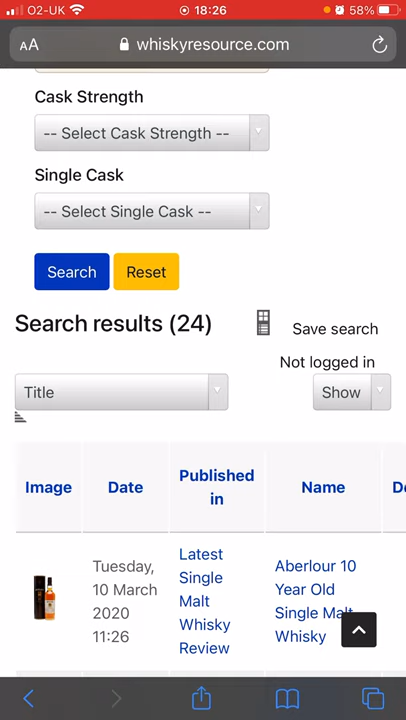 O2-UK 18:26 58%
AA whiskyresource.com
Cask Strength
-- Select Cask Strength --
Single Cask
-- Select Single Cask --
Search Reset
Search results (24)
Save search
Not logged in
Title Show
Image Date Published in Name
Tuesday, 10 March 2020 11:26
Latest Single Malt Whisky Review
Aberlour 10 Year Old Single Malt Whisky